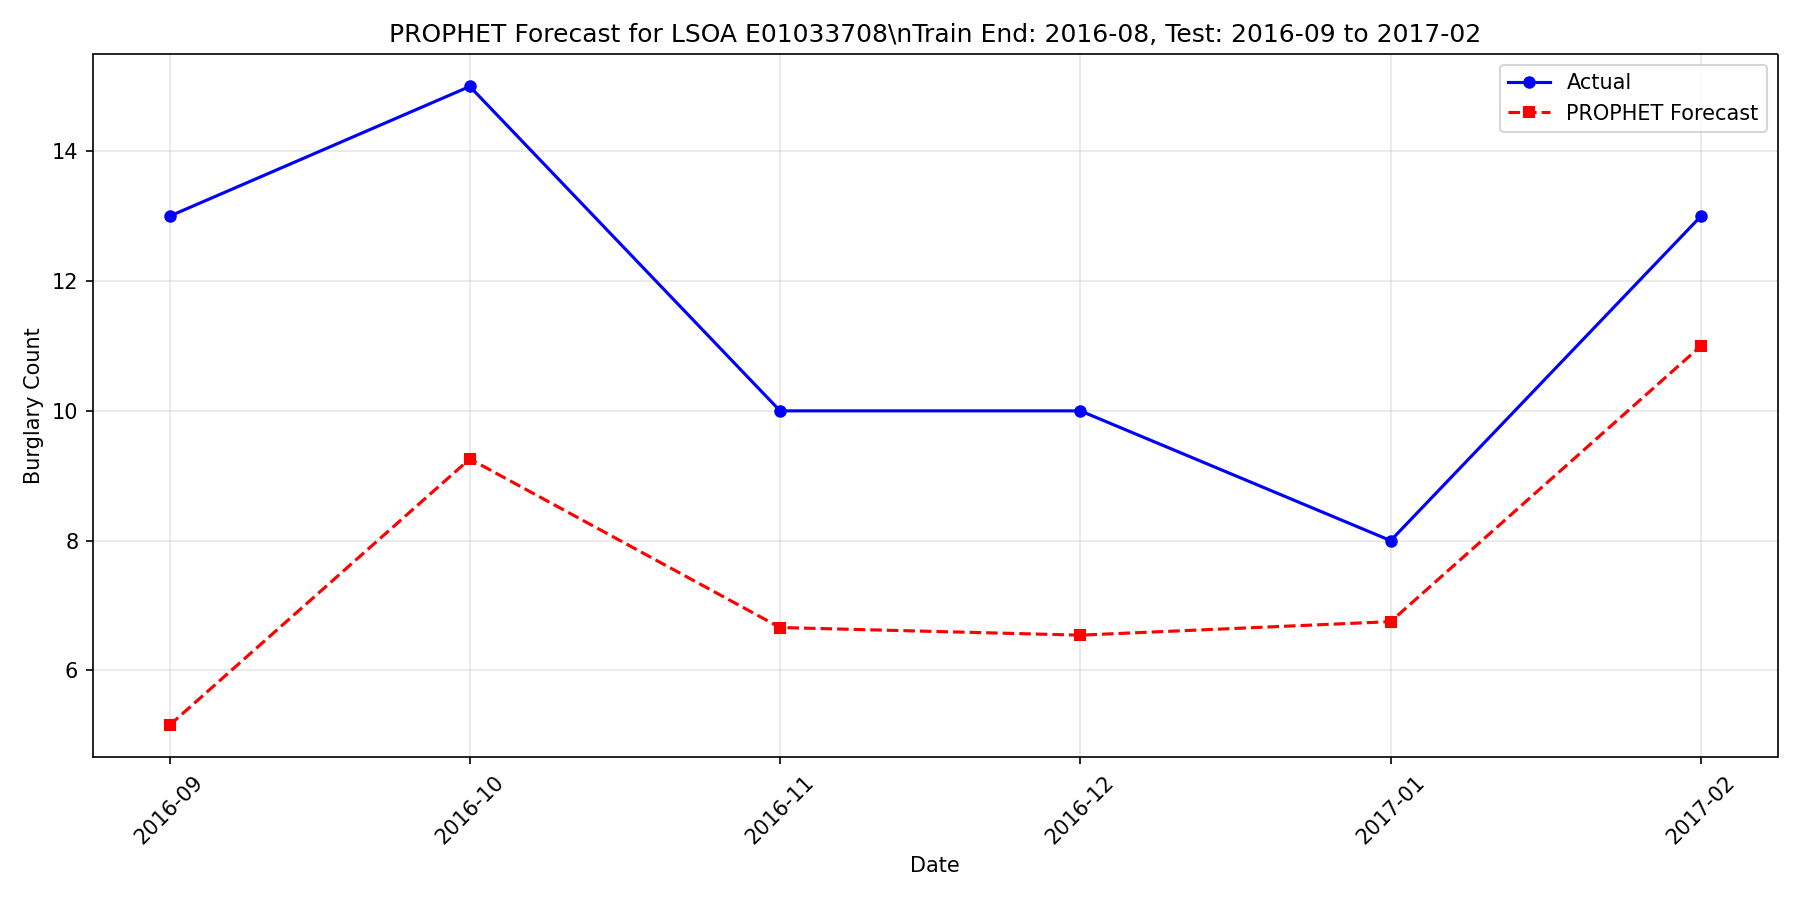 PROPHET Forecast for LSOA E01033708\nTrain End: 2016-08, Test: 2016-09 to 2017-02
Actual
PROPHET Forecast
Burglary Count
14
12
10
8
6
2016-09
2016-10
2016-11
2016-12
2017-01
2017-02
Date